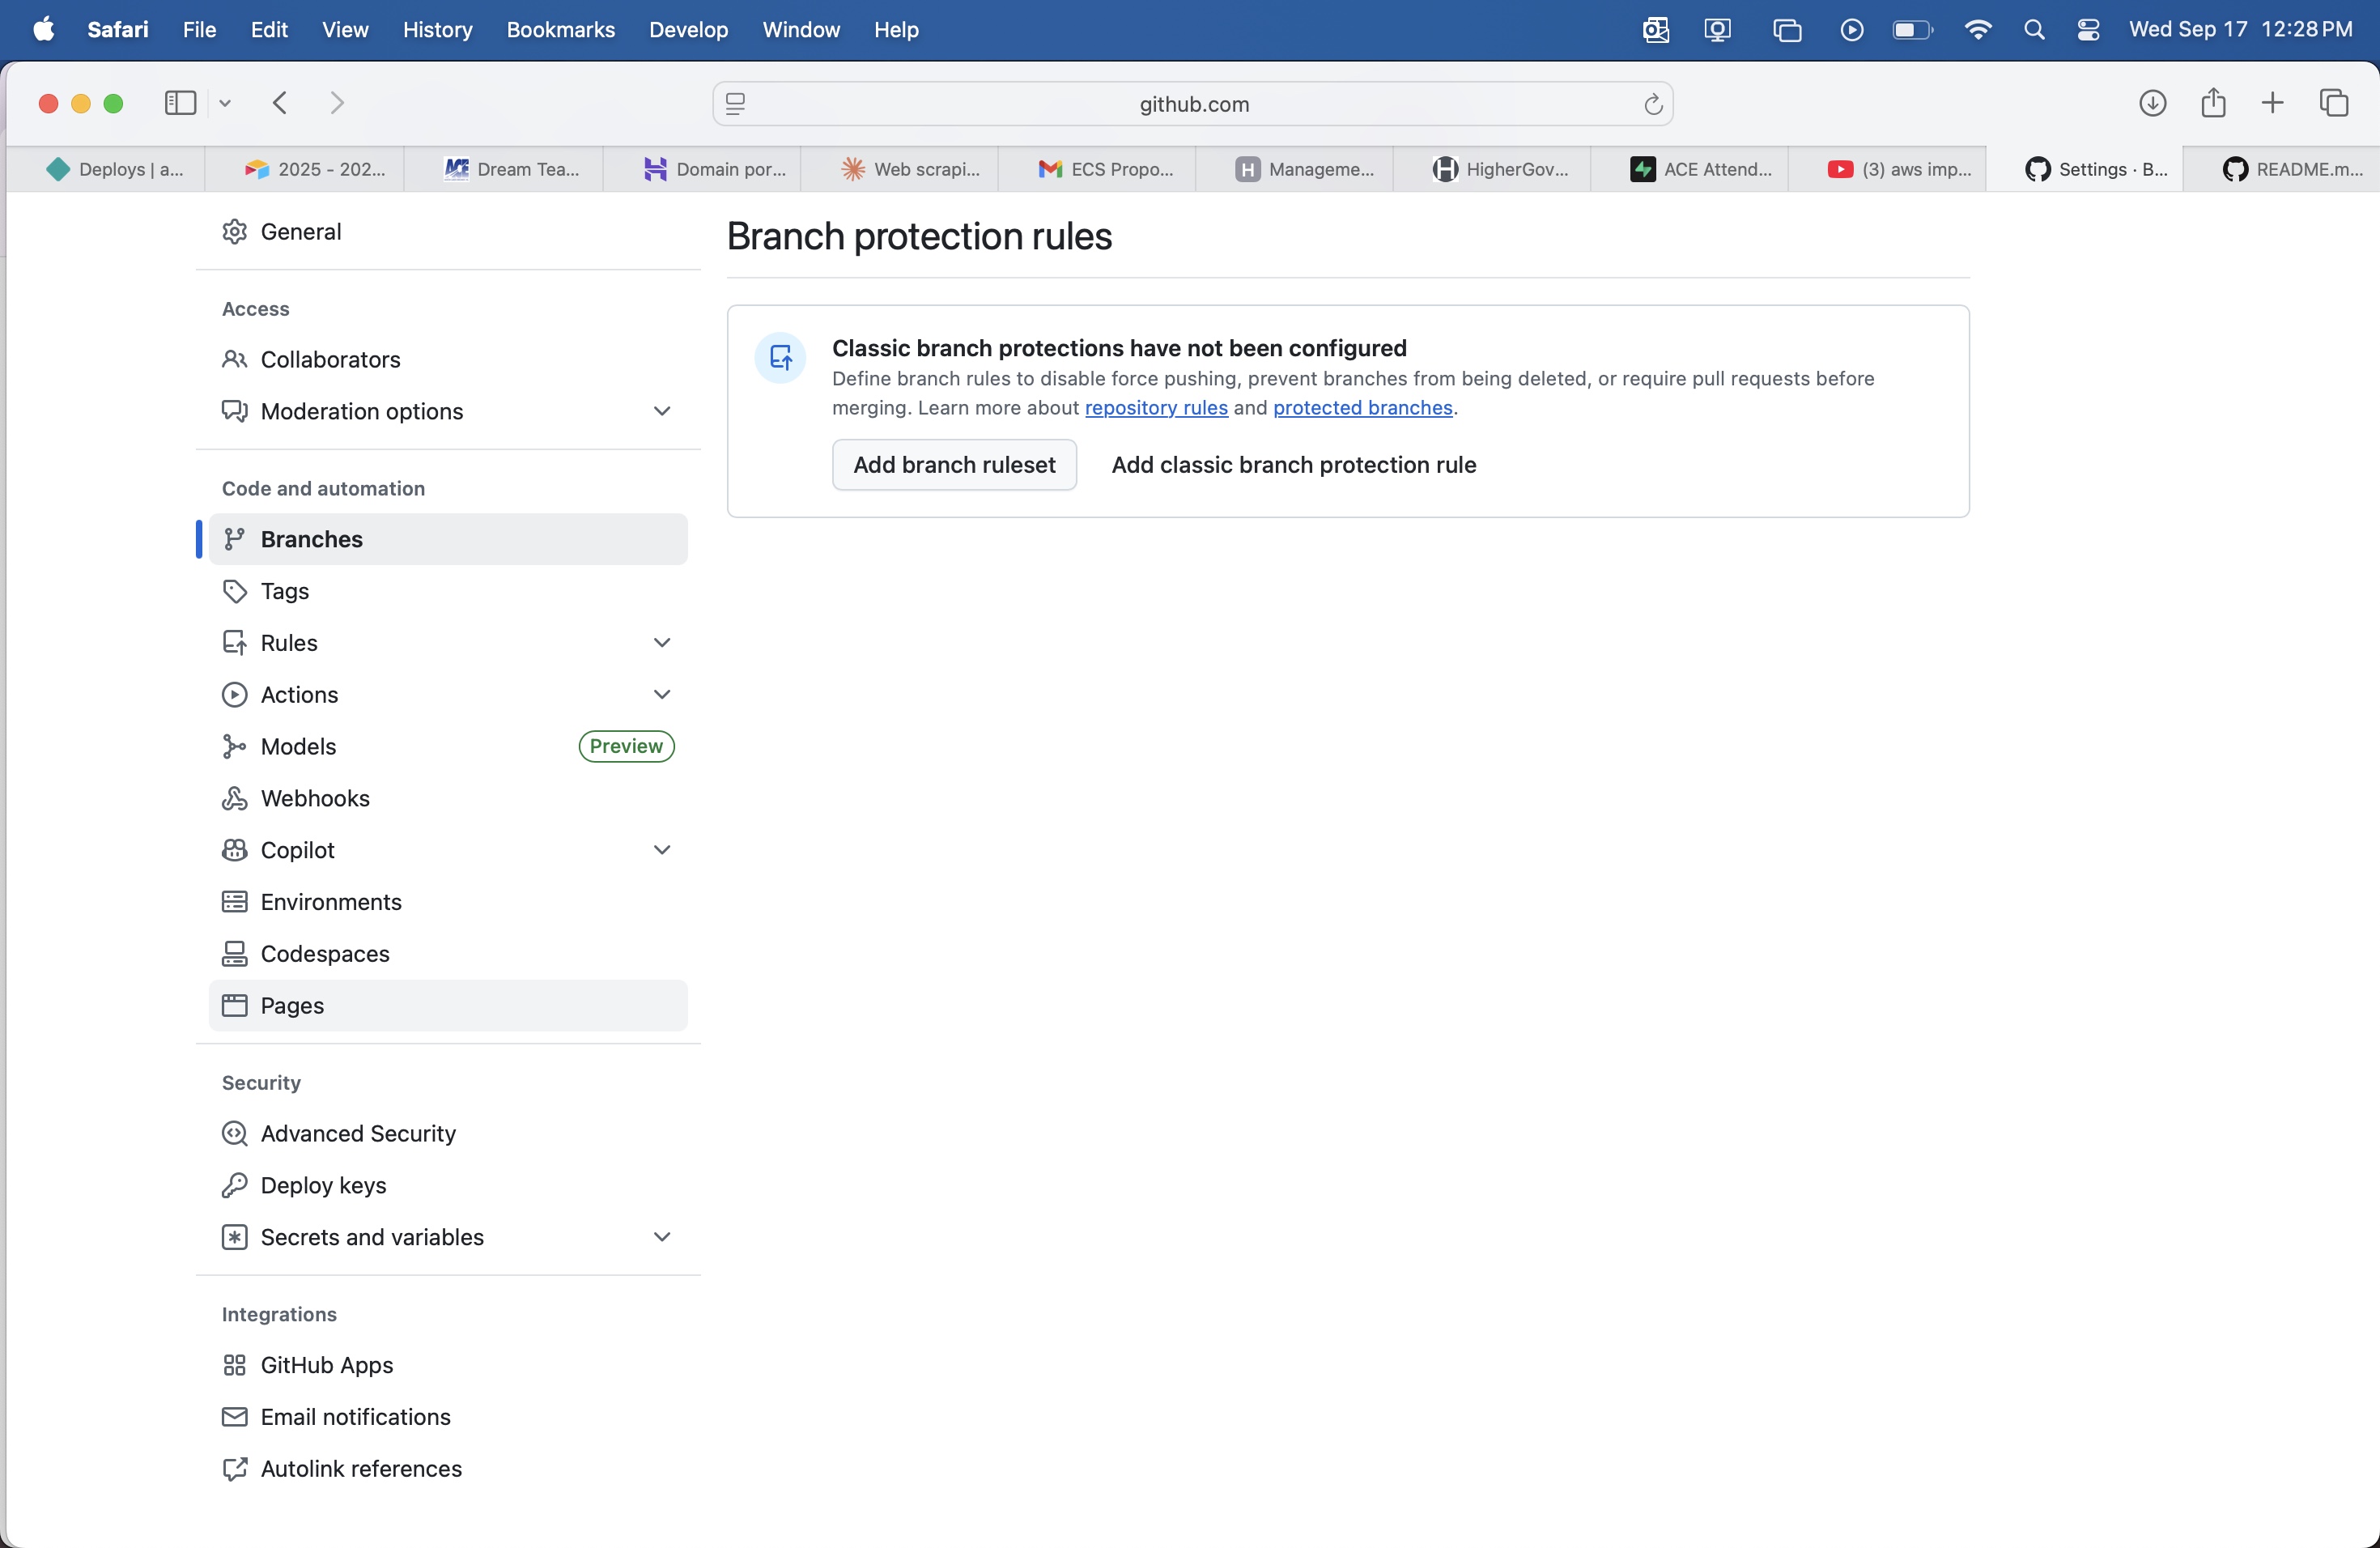 Safari File Edit View History Bookmarks Develop Window Help Wed Sep 17 12:28 PM
github.com
Deploys | a... 2025 - 202... ACE Dream Tea... Domain por... Web scrapi... ECS Propo... H Manageme... H HigherGov... ACE Attend... (3) aws imp... Settings · B... README.m...
General
Access
Collaborators
Moderation options
Code and automation
Branches
Tags
Rules
Actions
Models Preview
Webhooks
Copilot
Environments
Codespaces
Pages
Security
Advanced Security
Deploy keys
Secrets and variables
Integrations
GitHub Apps
Email notifications
Autolink references
Branch protection rules
Classic branch protections have not been configured
Define branch rules to disable force pushing, prevent branches from being deleted, or require pull requests before
merging. Learn more about repository rules and protected branches.
Add branch ruleset Add classic branch protection rule